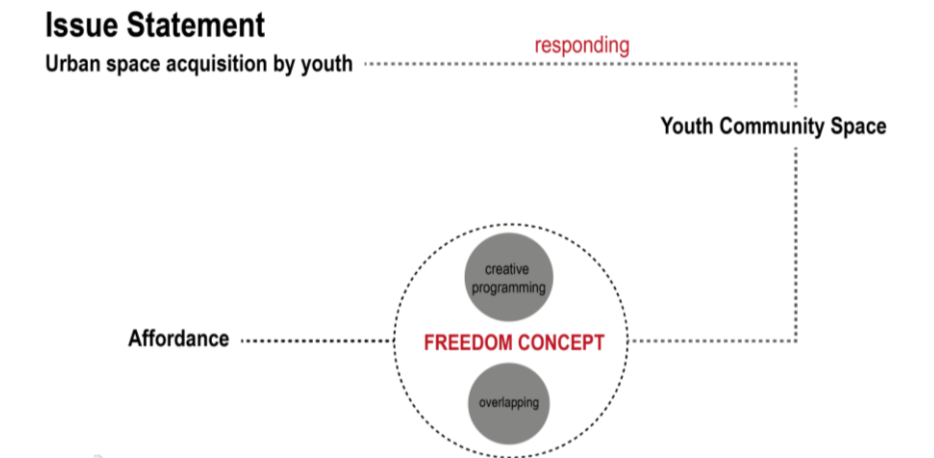 Issue Statement
Urban space acquisition by youth
responding
Youth Community Space
creative
programming
Affordance
FREEDOM CONCEPT
overlapping